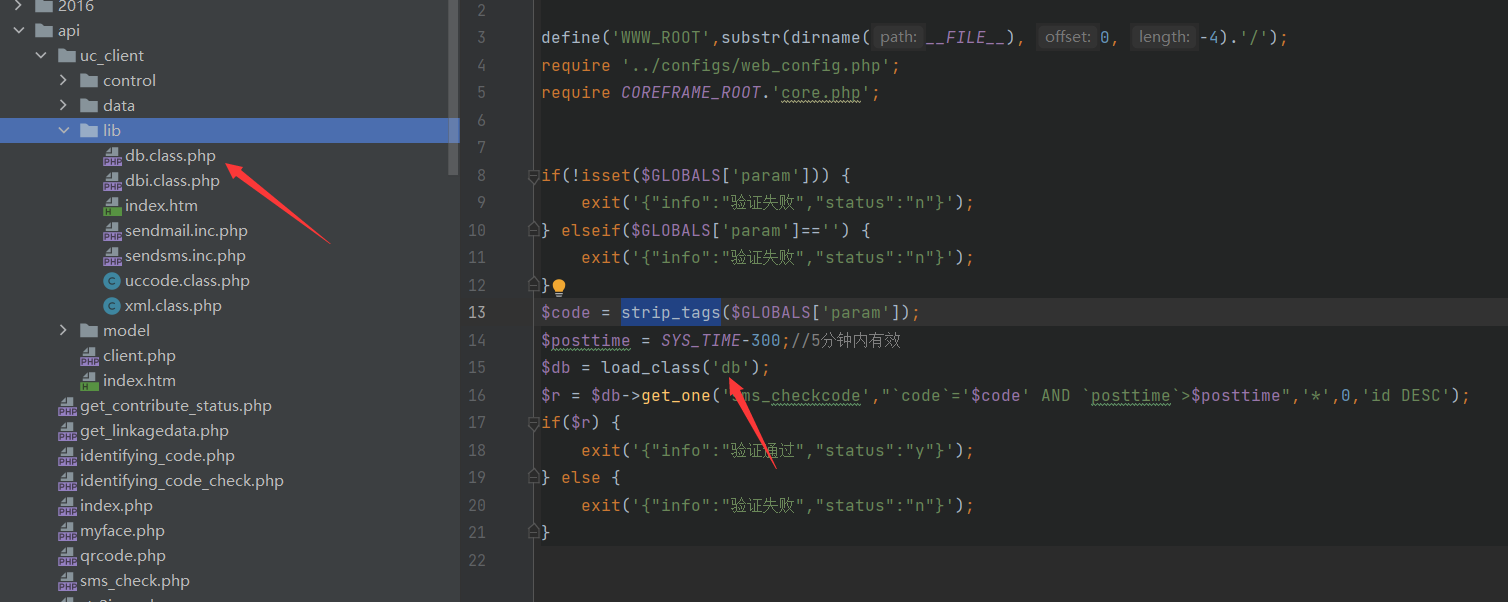 2016
api
uc_client
control
data
lib
db.class.php
dbi.class.php
index.htm
sendmail.inc.php
sendsms.inc.php
uccode.class.php
xml.class.php
model
client.php
index.htm
get_contribute_status.php
get_linkagedata.php
identifying_code.php
identifying_code_check.php
index.php
myface.php
qrcode.php
sms_check.php
2
3 define('WWW_ROOT',substr(dirname( path: __FILE__), offset: 0, length: -4).'/');
4 require '../configs/web_config.php';
5 require COREFRAME_ROOT.'core.php';
6
7
8 if(!isset($GLOBALS['param'])) {
9 exit('{"info":"验证失败","status":"n"}');
10 } elseif($GLOBALS['param']=='') {
11 exit('{"info":"验证失败","status":"n"}');
12 }
13 $code = strip_tags($GLOBALS['param']);
14 $posttime = SYS_TIME-300;//5分钟内有效
15 $db = load_class('db');
16 $r = $db->get_one('sms_checkcode',"`code`='$code' AND `posttime`>$posttime",'*',0,'id DESC');
17 if($r) {
18 exit('{"info":"验证通过","status":"y"}');
19 } else {
20 exit('{"info":"验证失败","status":"n"}');
21 }
22